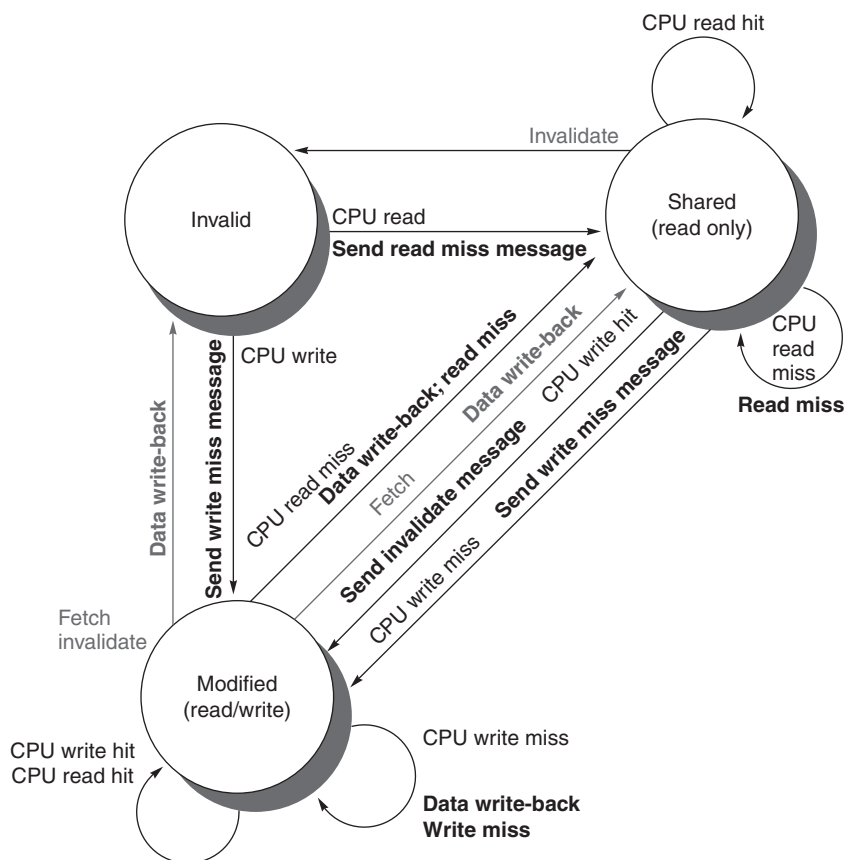 CPU read hit
Invalidate
Invalid
Shared
(read only)
CPU read
Send read miss message
CPU write
Send write miss message
Data write-back
CPU read miss
Data write-back; read miss
Fetch
Data write-back
CPU write hit
Send invalidate message
CPU write miss
Send write miss message
CPU
read
miss
Read miss
Fetch
invalidate
Modified
(read/write)
CPU write hit
CPU read hit
CPU write miss
Data write-back
Write miss